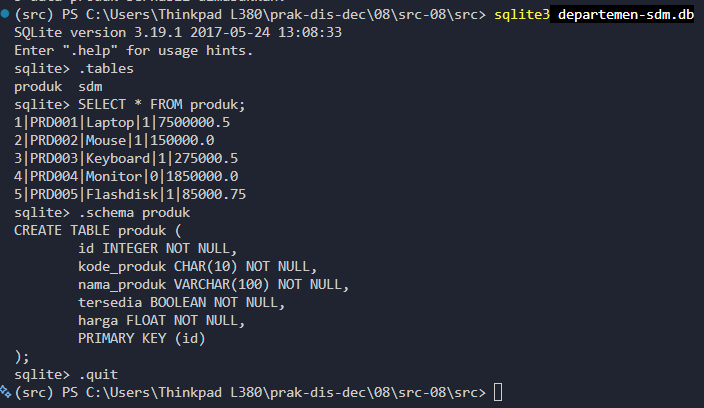 (src) PS C:\Users\Thinkpad L380\prak-dis-dec\08\src-08\src> sqlite3 departemen-sdm.db
SQLite version 3.19.1 2017-05-24 13:08:33
Enter ".help" for usage hints.
sqlite> .tables
produk  sdm
sqlite> SELECT * FROM produk;
1|PRD001|Laptop|1|7500000.5
2|PRD002|Mouse|1|150000.0
3|PRD003|Keyboard|1|275000.5
4|PRD004|Monitor|0|1850000.0
5|PRD005|Flashdisk|1|85000.75
sqlite> .schema produk
CREATE TABLE produk (
        id INTEGER NOT NULL,
        kode_produk CHAR(10) NOT NULL,
        nama_produk VARCHAR(100) NOT NULL,
        tersedia BOOLEAN NOT NULL,
        harga FLOAT NOT NULL,
        PRIMARY KEY (id)
);
sqlite> .quit
(src) PS C:\Users\Thinkpad L380\prak-dis-dec\08\src-08\src>